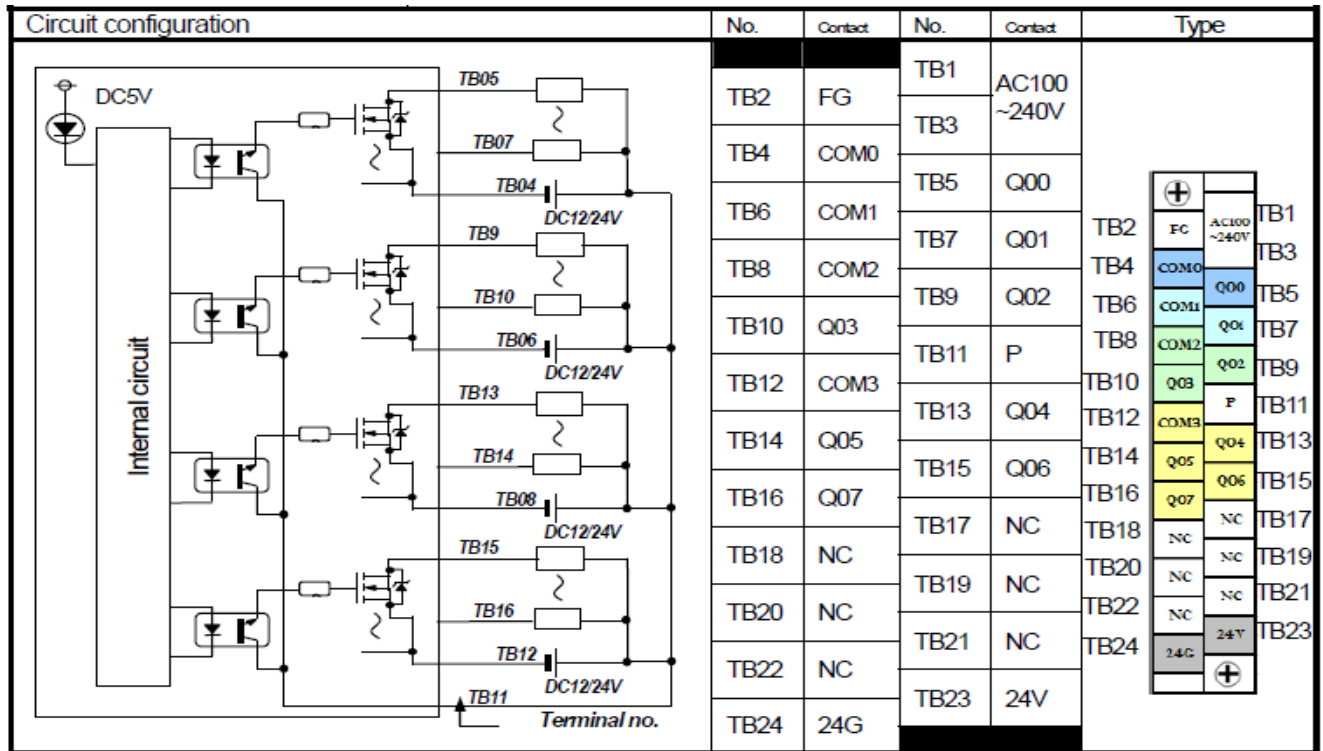 Circuit configuration
No.
Contact
No.
Contact
Type
DC5V
Internal circuit
TB05
TB07
TB04
DC12/24V
TB9
TB10
TB06
DC12/24V
TB13
TB14
TB08
DC12/24V
TB15
TB16
TB12
DC12/24V
TB11
Terminal no.
TB2 FG
TB4 COM0
TB6 COM1
TB8 COM2
TB10 Q03
TB12 COM3
TB14 Q05
TB16 Q07
TB18 NC
TB20 NC
TB22 NC
TB24 24G
TB1
AC100
~240V
TB3
TB5 Q00
TB7 Q01
TB9 Q02
TB11 P
TB13 Q04
TB15 Q06
TB17 NC
TB19 NC
TB21 NC
TB23 24V
TB2
TB4
TB6
TB8
TB10
TB12
TB14
TB16
TB18
TB20
TB22
TB24
FG
COM0
COM1
COM2
Q03
COM3
Q05
Q07
NC
NC
NC
24G
AC100
~240V
Q00
Q01
Q02
P
Q04
Q06
NC
NC
NC
24V
TB1
TB3
TB5
TB7
TB9
TB11
TB13
TB15
TB17
TB19
TB21
TB23